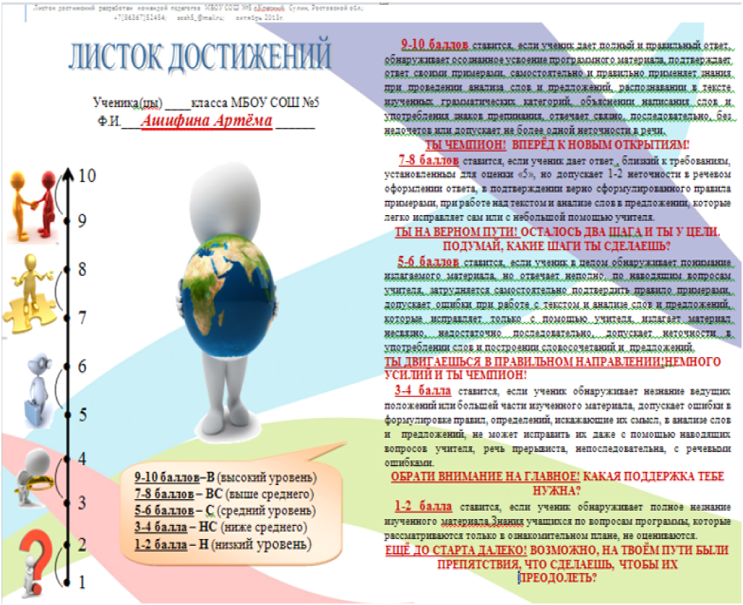 Листок достижений разработан командой педагогов МБОУ СОШ №5 г.Красный Сулин, Ростовской обл,
+7(86367)52454; sosh5_@mail.ru; октябрь 2015г.
ЛИСТОК ДОСТИЖЕНИЙ
Ученика(цы) ____класса МБОУ СОШ №5
Ф.И.___Ашифина Артёма ______
10
9
8
7
6
5
4
3
2
1
9-10 баллов–В (высокий уровень)
7-8 баллов – ВС (выше среднего)
5-6 баллов – С (средний уровень)
3-4 балла – НС (ниже среднего)
1-2 балла – Н (низкий уровень)
9-10 баллов ставится, если ученик дает полный и правильный ответ,
обнаруживает осознанное усвоение программного материала, подтверждает
ответ своими примерами, самостоятельно и правильно применяет знания
при проведении анализа слов и предложений, распознавании в тексте
изученных грамматических категорий, объяснении написания слов и
употребления знаков препинания, отвечает связно, последовательно, без
недочетов или допускает не более одной неточности в речи.
ТЫ ЧЕМПИОН! ВПЕРЁД К НОВЫМ ОТКРЫТИЯМ!
7-8 баллов ставится, если ученик дает ответ, близкий к требованиям,
установленным для оценки «5», но допускает 1-2 неточности в речевом
оформлении ответа, в подтверждении верно сформулированного правила
примерами, при работе над текстом и анализе слов в предложении, которые
легко исправляет сам или с небольшой помощью учителя.
ТЫ НА ВЕРНОМ ПУТИ! ОСТАЛОСЬ ДВА ШАГА И ТЫ У ЦЕЛИ.
ПОДУМАЙ, КАКИЕ ШАГИ ТЫ СДЕЛАЕШЬ?
5-6 баллов ставится, если ученик в целом обнаруживает понимание
излагаемого материала, но отвечает неполно, по наводящим вопросам
учителя, затрудняется самостоятельно подтвердить правило примерами,
допускает ошибки при работе с текстом и анализе слов и предложений,
которые исправляет только с помощью учителя, излагает материал
несвязно, недостаточно последовательно, допускает неточности в
употреблении слов и построении словосочетаний и предложений.
ТЫ ДВИГАЕШЬСЯ В ПРАВИЛЬНОМ НАПРАВЛЕНИИ!НЕМНОГО
УСИЛИЙ И ТЫ ЧЕМПИОН!
3-4 балла ставится, если ученик обнаруживает незнание ведущих
положений или большей части изученного материала, допускает ошибки в
формулировке правил, определений, искажающие их смысл, в анализе слов
и предложений, не может исправить их даже с помощью наводящих
вопросов учителя, речь прерывиста, непоследовательна, с речевыми
ошибками.
ОБРАТИ ВНИМАНИЕ НА ГЛАВНОЕ! КАКАЯ ПОДДЕРЖКА ТЕБЕ
НУЖНА?
1-2 балла ставится, если ученик обнаруживает полное незнание
изученного материала.Знания учащихся по вопросам программы, которые
рассматриваются только в ознакомительном плане, не оцениваются.
ЕЩЁ ДО СТАРТА ДАЛЕКО! ВОЗМОЖНО, НА ТВОЁМ ПУТИ БЫЛИ
ПРЕПЯТСТВИЯ, ЧТО СДЕЛАЕШЬ, ЧТОБЫ ИХ
ПРЕОДОЛЕТЬ?